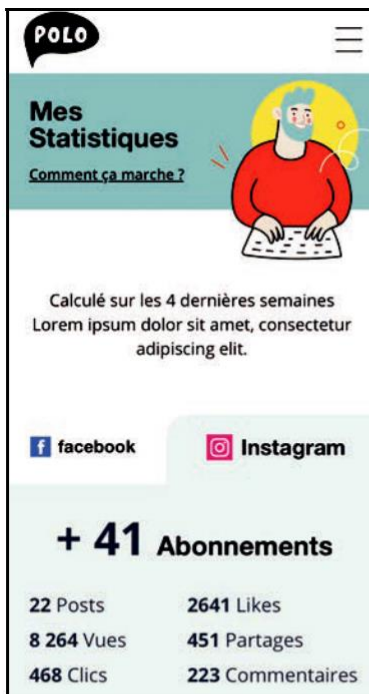 POLO
Mes
Statistiques
Comment ça marche ?
Calculé sur les 4 dernières semaines
Lorem ipsum dolor sit amet, consectetur
adipiscing elit.
facebook
Instagram
+ 41 Abonnements
22 Posts
2641 Likes
8 264 Vues
451 Partages
468 Clics
223 Commentaires